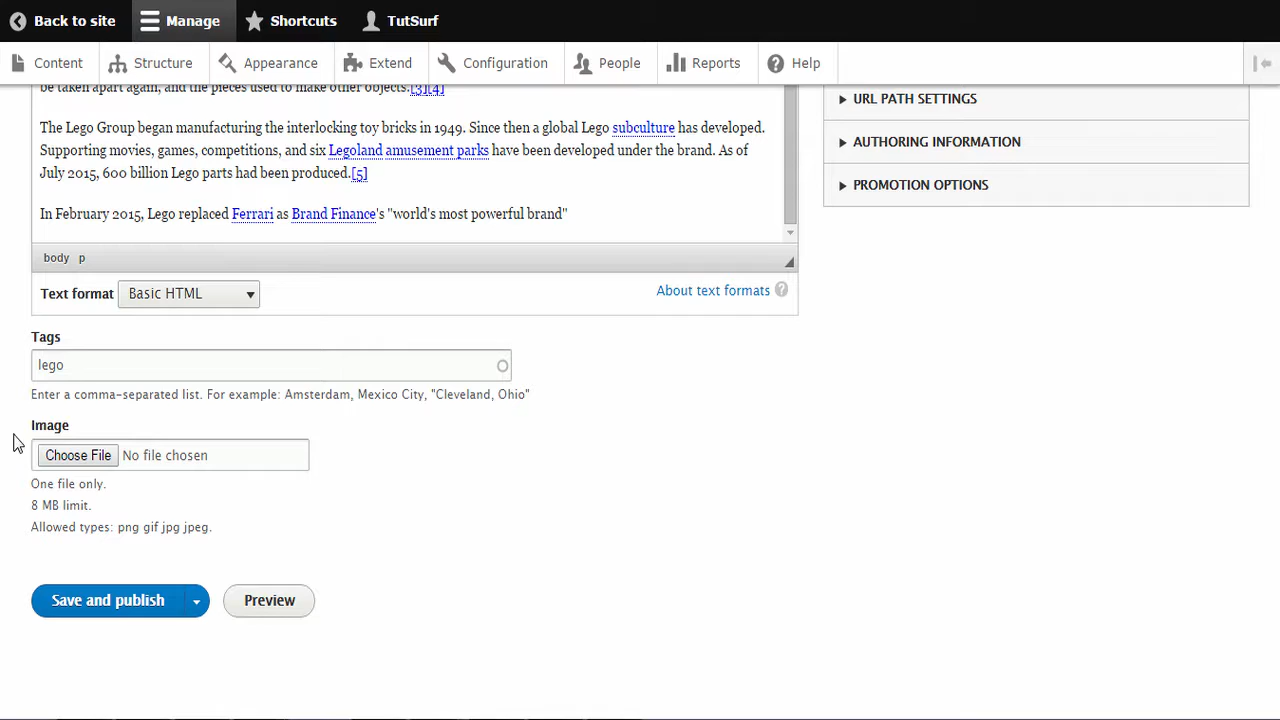 Back to site Manage Shortcuts TutSurf
Content Structure Appearance Extend Configuration People Reports Help
be taken apart again, and the pieces used to make other objects.[3][4]
The Lego Group began manufacturing the interlocking toy bricks in 1949. Since then a global Lego subculture has developed.
Supporting movies, games, competitions, and six Legoland amusement parks have been developed under the brand. As of
July 2015, 600 billion Lego parts had been produced.[5]
In February 2015, Lego replaced Ferrari as Brand Finance's "world's most powerful brand"
body p
Text format Basic HTML About text formats ?
URL PATH SETTINGS
AUTHORING INFORMATION
PROMOTION OPTIONS
Tags
lego
Enter a comma-separated list. For example: Amsterdam, Mexico City, "Cleveland, Ohio"
Image
Choose File No file chosen
One file only.
8 MB limit.
Allowed types: png gif jpg jpeg.
Save and publish Preview